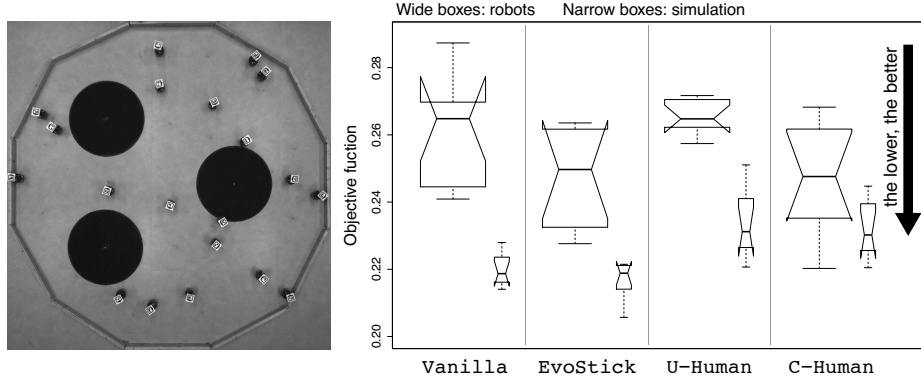 Wide boxes: robots Narrow boxes: simulation
Objective fuction
0.28
0.26
0.24
0.22
0.20
the lower, the better
Vanilla EvoStick U-Human C-Human